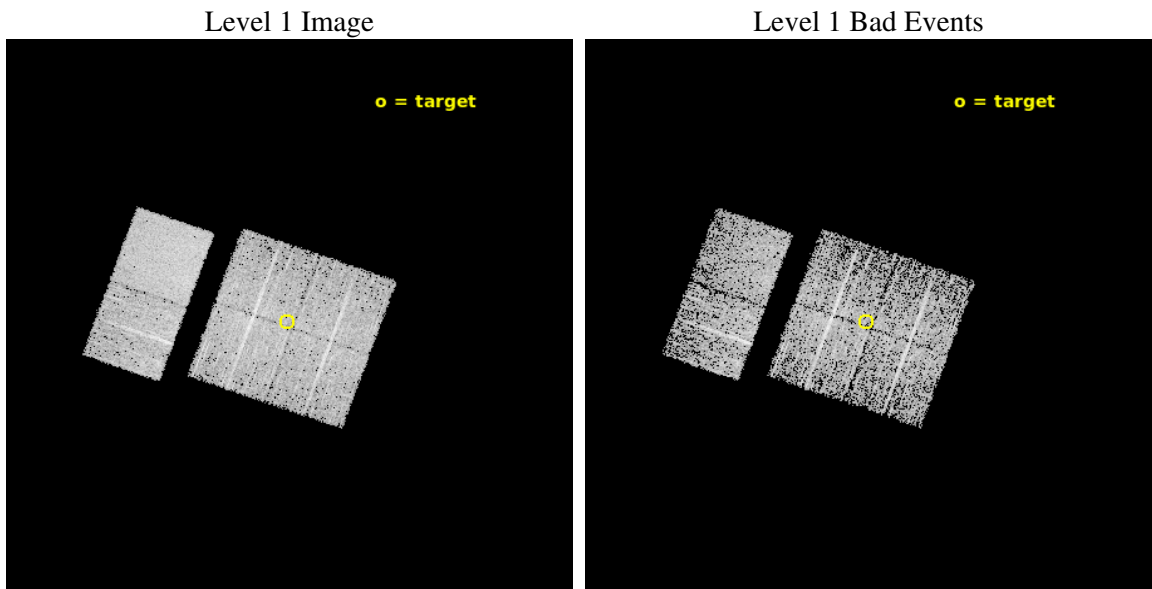 Level 1 Image
Level 1 Bad Events
o = target
o = target